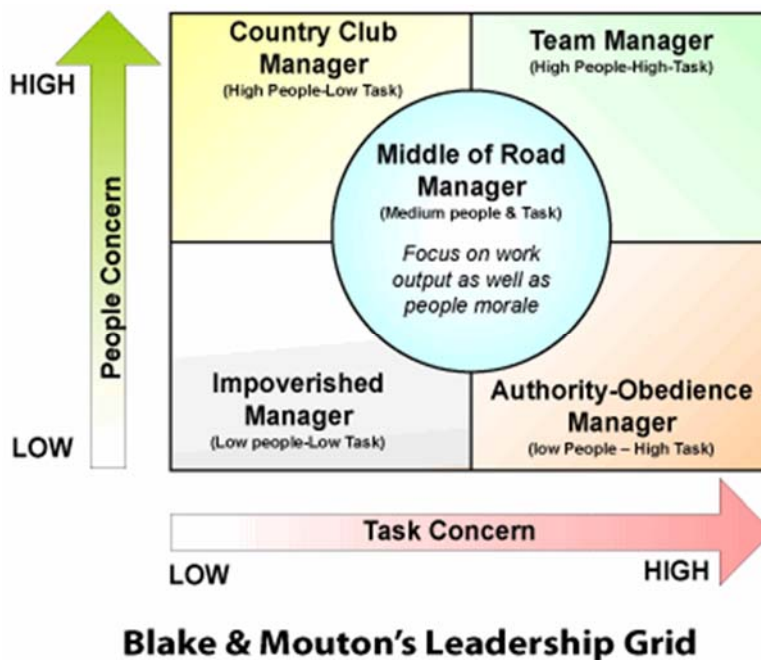 HIGH
People Concern
LOW
Country Club
Manager
(High People-Low Task)
Team Manager
(High People-High-Task)
Middle of Road
Manager
(Medium people & Task)
Focus on work
output as well as
people morale
Impoverished
Manager
(Low people-Low Task)
Authority-Obedience
Manager
(low People – High Task)
Task Concern
LOW
HIGH
Blake & Mouton's Leadership Grid